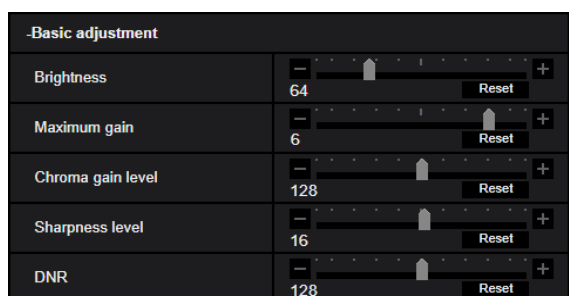 -Basic adjustment
Brightness
64 Reset
Maximum gain
6 Reset
Chroma gain level
128 Reset
Sharpness level
16 Reset
DNR
128 Reset